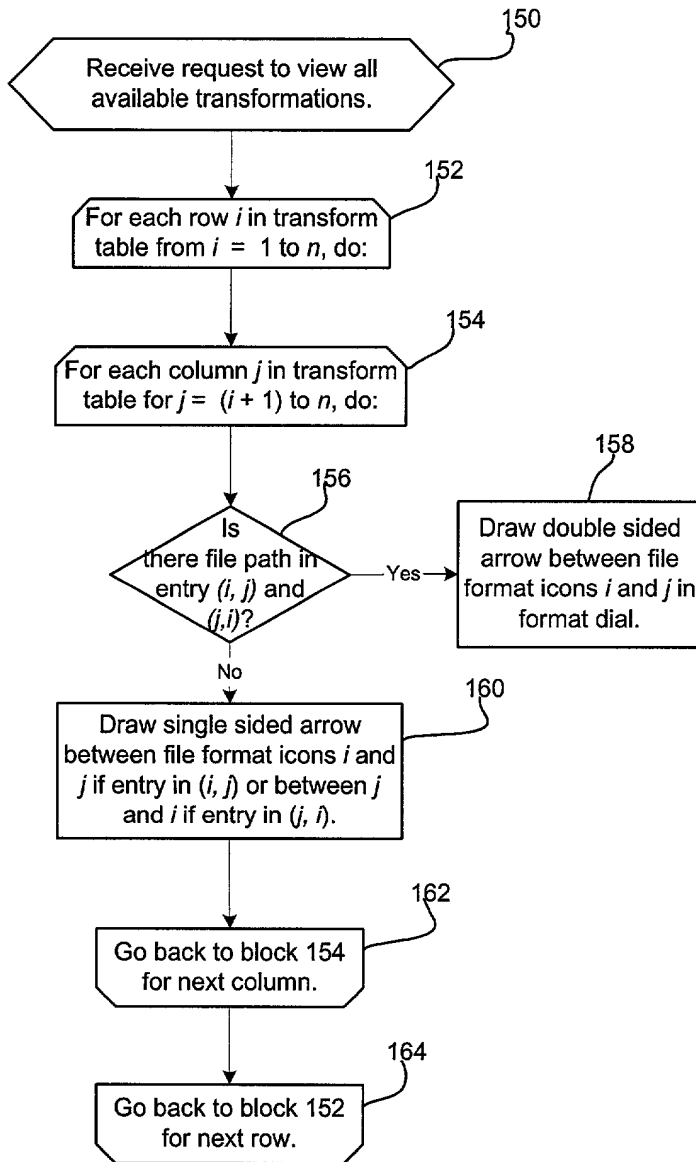 150
Receive request to view all
available transformations.
152
For each row i in transform
table from i = 1 to n, do:
154
For each column j in transform
table for j = (i + 1) to n, do:
156
Is
there file path in
entry (i, j) and
(j,i)?
Yes
158
Draw double sided
arrow between file
format icons i and j in
format dial.
No
160
Draw single sided arrow
between file format icons i and
j if entry in (i, j) or between j
and i if entry in (j, i).
162
Go back to block 154
for next column.
164
Go back to block 152
for next row.